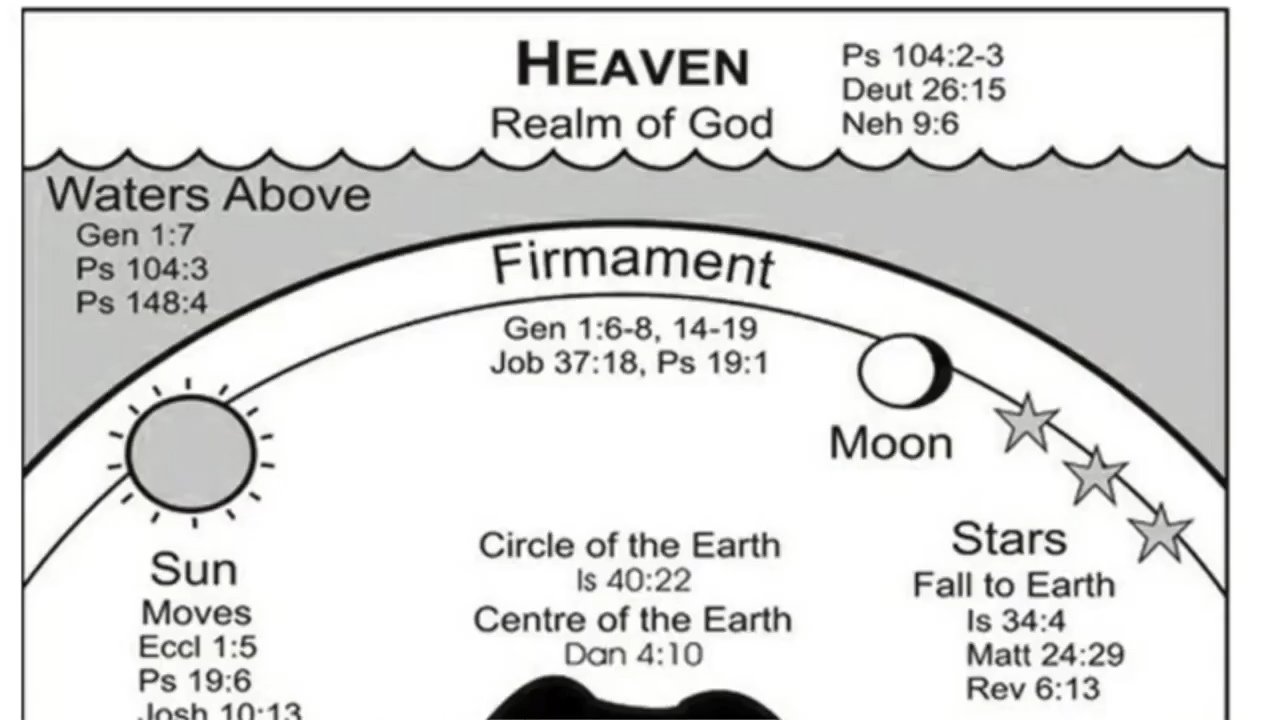 HEAVEN
Realm of God
Ps 104:2-3
Deut 26:15
Neh 9:6
Waters Above
Gen 1:7
Ps 104:3
Ps 148:4
Firmament
Gen 1:6-8, 14-19
Job 37:18, Ps 19:1
Moon
Sun
Moves
Eccl 1:5
Ps 19:6
Josh 10:13
Circle of the Earth
Is 40:22
Centre of the Earth
Dan 4:10
Stars
Fall to Earth
Is 34:4
Matt 24:29
Rev 6:13